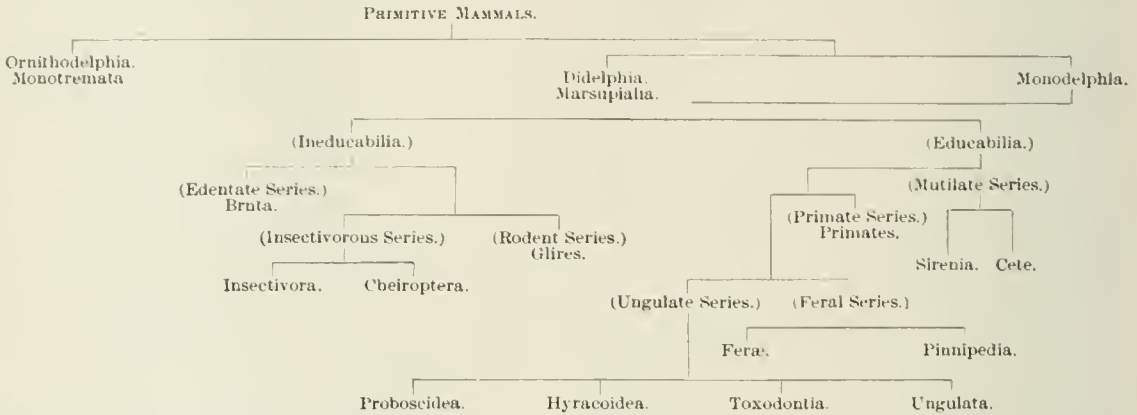 PRIMITIVE MAMMALS.
Ornithodelphia.
Monotremata
Didelphia.
Marsupialia.
Monodelphia.
(Ineducabilia.)
(Educabilia.)
(Edentate Series.)
Bruta.
(Mutilate Series.)
(Primate Series.)
Primates.
(Insectivorous Series.)
(Rodent Series.)
Glires.
Sirenia.
Cete.
Insectivora.
Cheiroptera.
(Ungulate Series.)
(Feral Series.)
Feræ.
Pinnipedia.
Proboscidea.
Hyracoidea.
Toxodontia.
Ungulata.